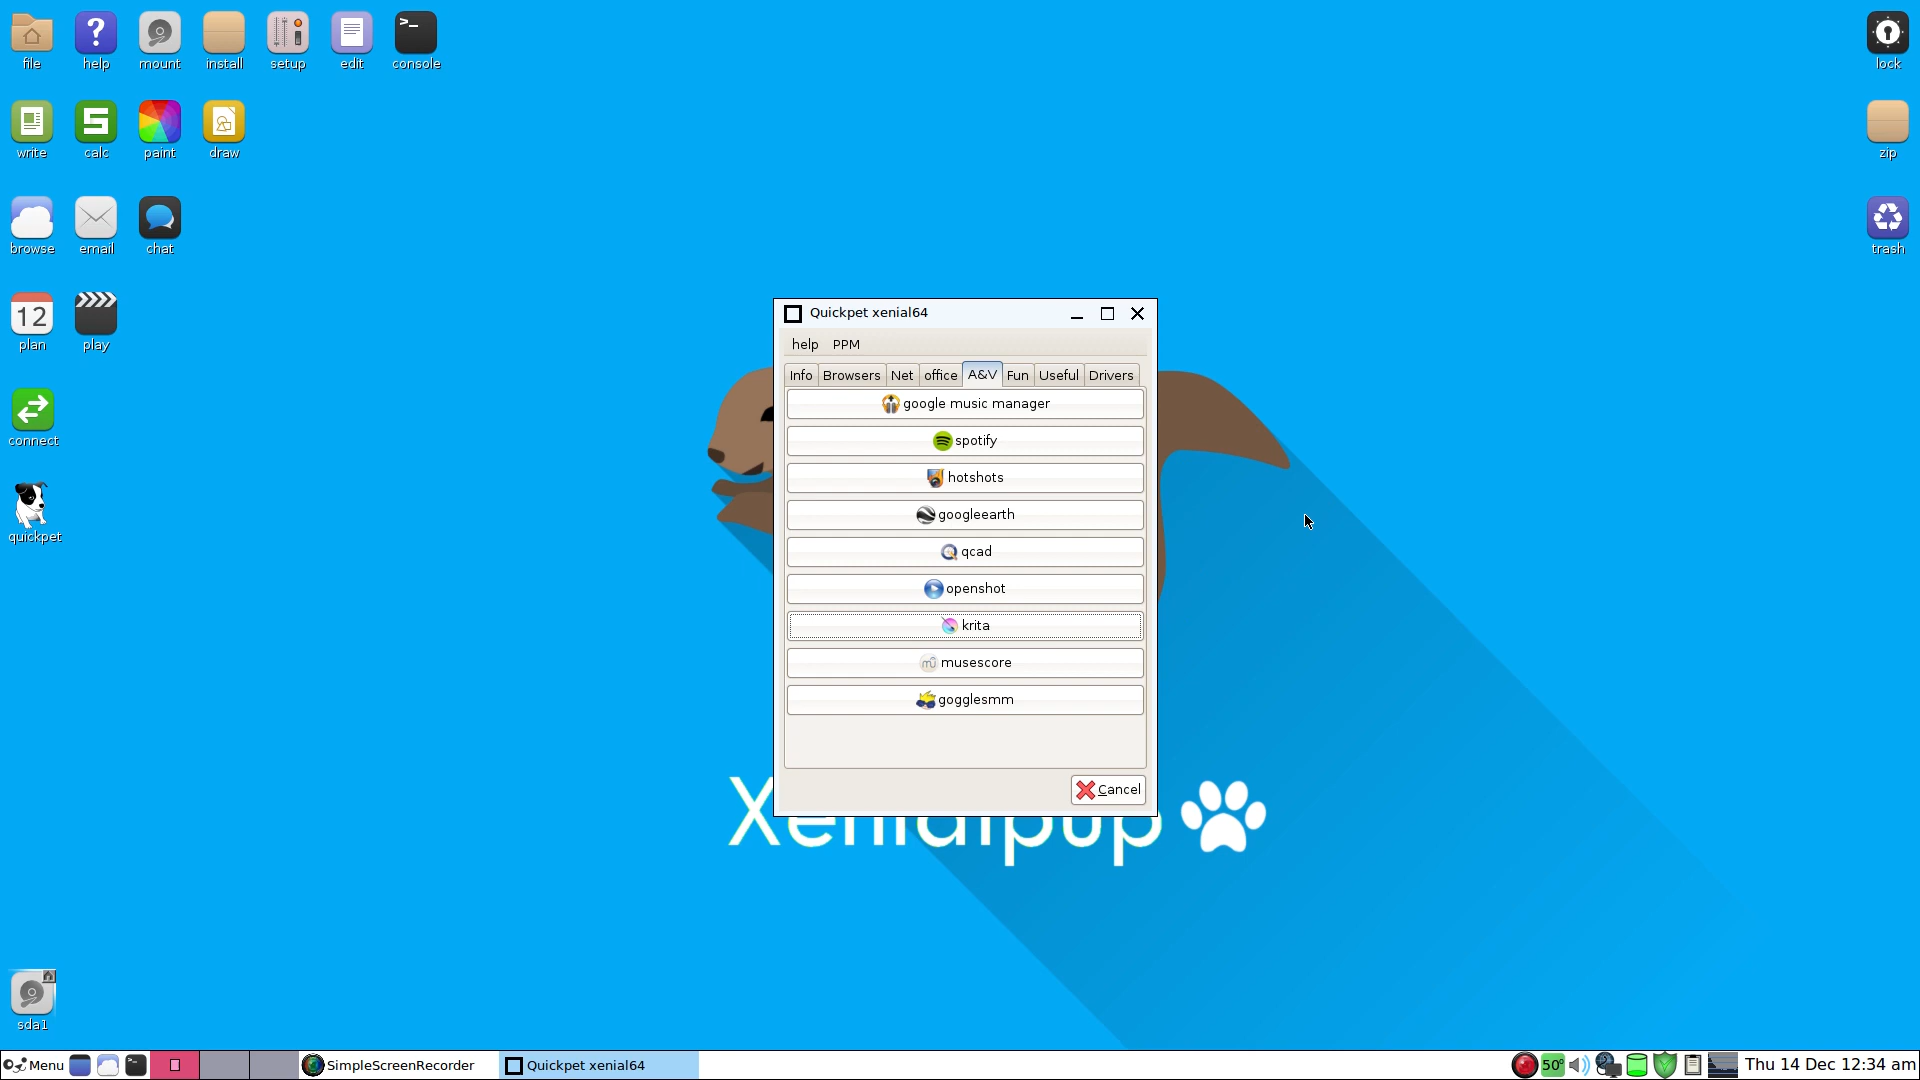 file
help
mount
install
setup
edit
console
lock
write
calc
paint
draw
zip
browse
email
chat
trash
12
plan
play
connect
quickpet
Quickpet xenial64
help PPM
Info Browsers Net office A&V Fun Useful Drivers
google music manager
spotify
hotshots
googleearth
qcad
openshot
krita
musescore
gogglesmm
Cancel
Xenialpup
sda1
Menu
SimpleScreenRecorder
Quickpet xenial64
50°
Thu 14 Dec 12:34 am